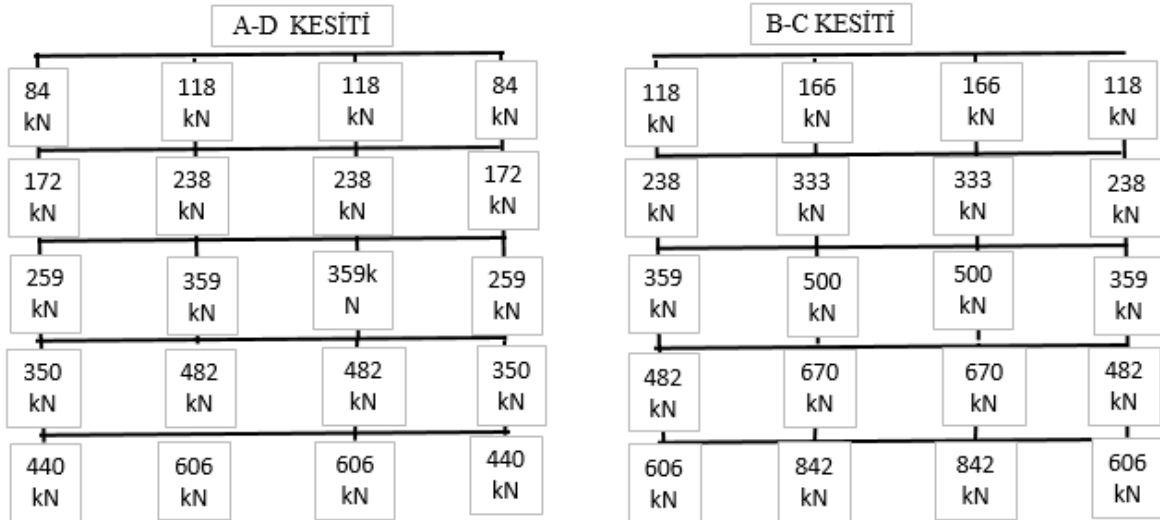 A-D KESİTİ
84
kN
118
kN
118
kN
84
kN
172
kN
238
kN
238
kN
172
kN
259
kN
359
kN
359k
N
259
kN
350
kN
482
kN
482
kN
350
kN
440
kN
606
kN
606
kN
440
kN
B-C KESİTİ
118
kN
166
kN
166
kN
118
kN
238
kN
333
kN
333
kN
238
kN
359
kN
500
kN
500
kN
359
kN
482
kN
670
kN
670
kN
482
kN
606
kN
842
kN
842
kN
606
kN